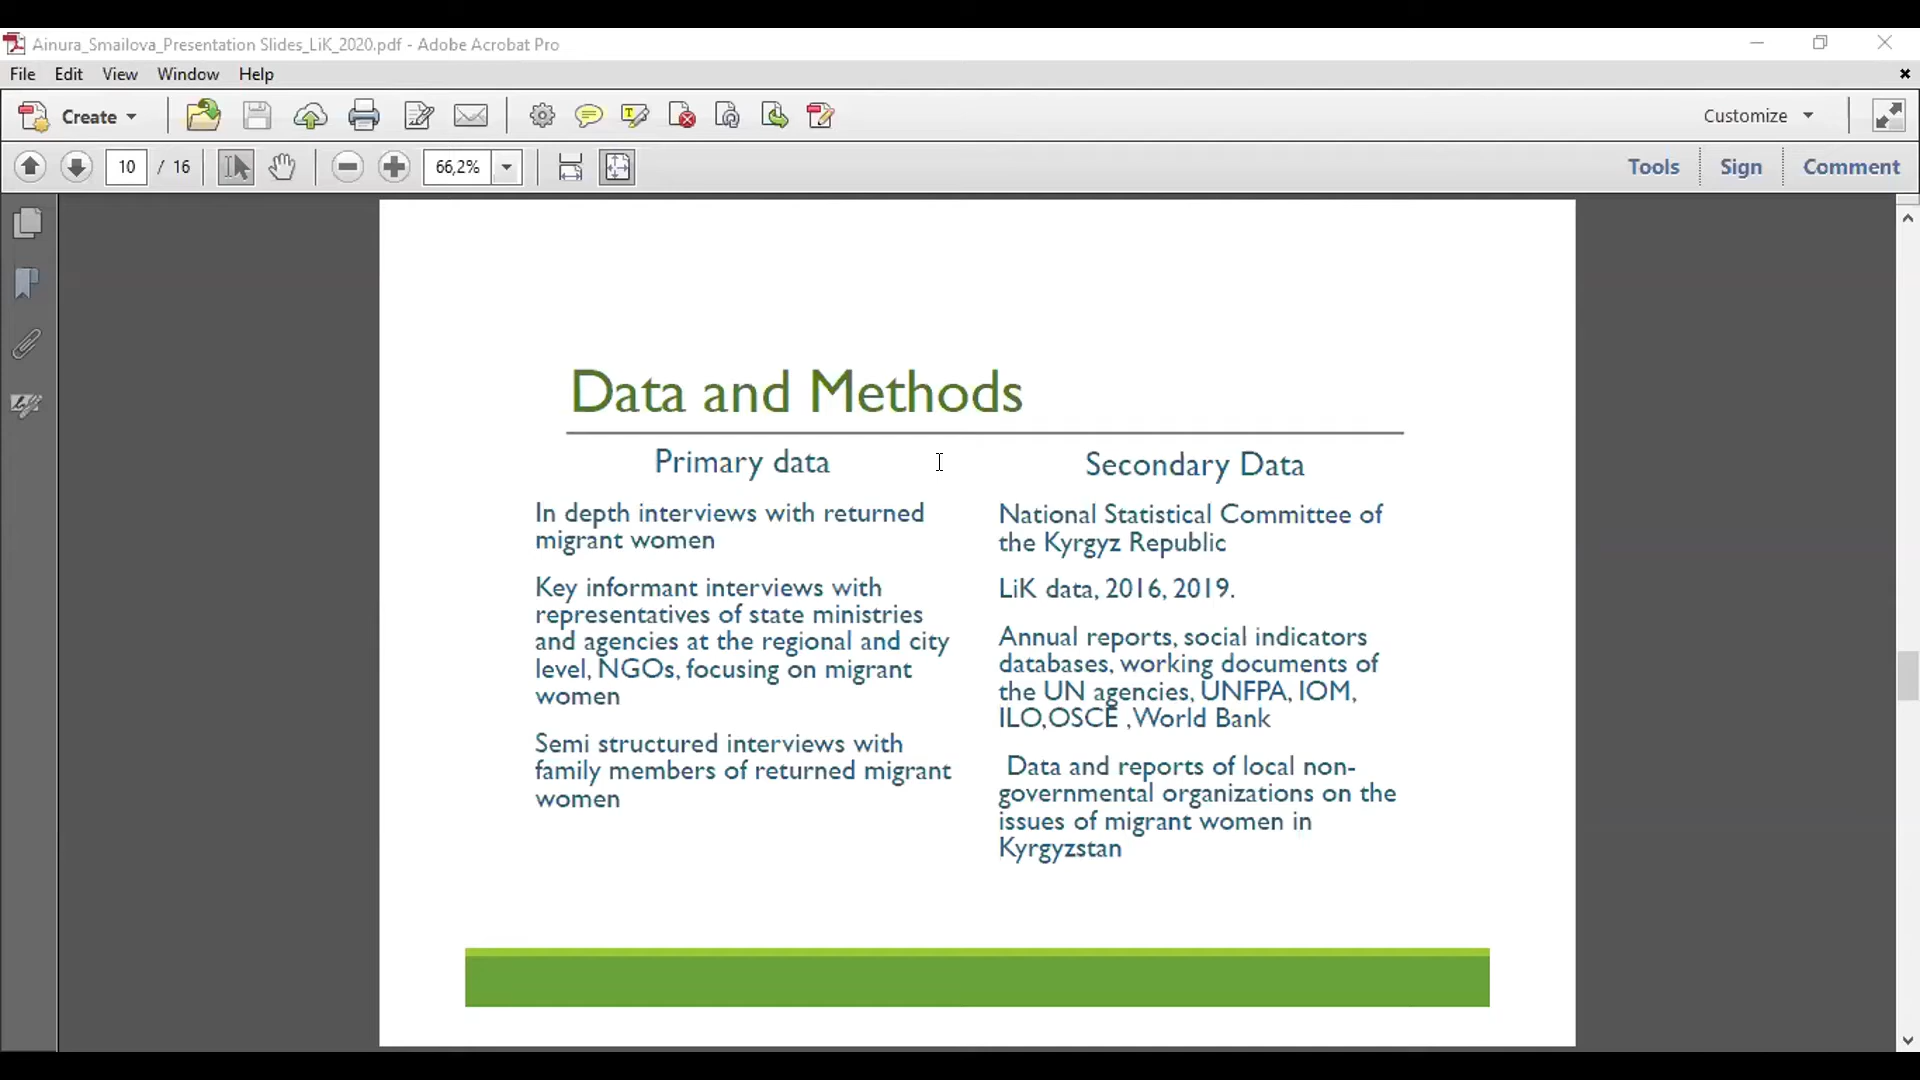 Ainura_Smailova_Presentation Slides_LiK_2020.pdf - Adobe Acrobat Pro
File Edit View Window Help
Create Customize
10 / 16 66,2% Tools Sign Comment
Data and Methods
Primary data
In depth interviews with returned
migrant women
Key informant interviews with
representatives of state ministries
and agencies at the regional and city
level, NGOs, focusing on migrant
women
Semi structured interviews with
family members of returned migrant
women
Secondary Data
National Statistical Committee of
the Kyrgyz Republic
LiK data, 2016, 2019.
Annual reports, social indicators
databases, working documents of
the UN agencies, UNFPA, IOM,
ILO,OSCE ,World Bank
Data and reports of local non-
governmental organizations on the
issues of migrant women in
Kyrgyzstan